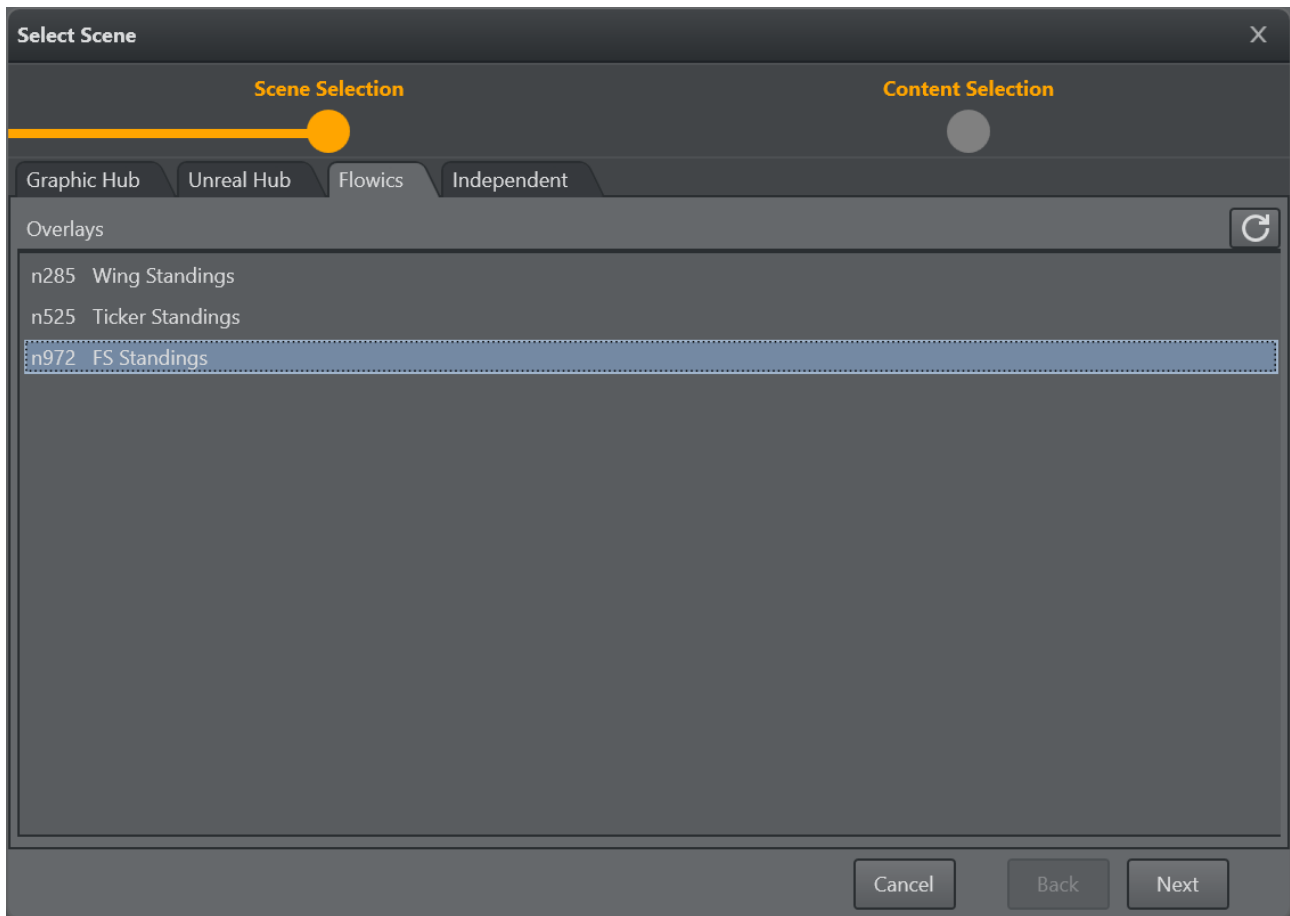 Select Scene X
Scene Selection Content Selection
Graphic Hub Unreal Hub Flowics Independent
Overlays
n285 Wing Standings
n525 Ticker Standings
n972 FS Standings
Cancel Back Next